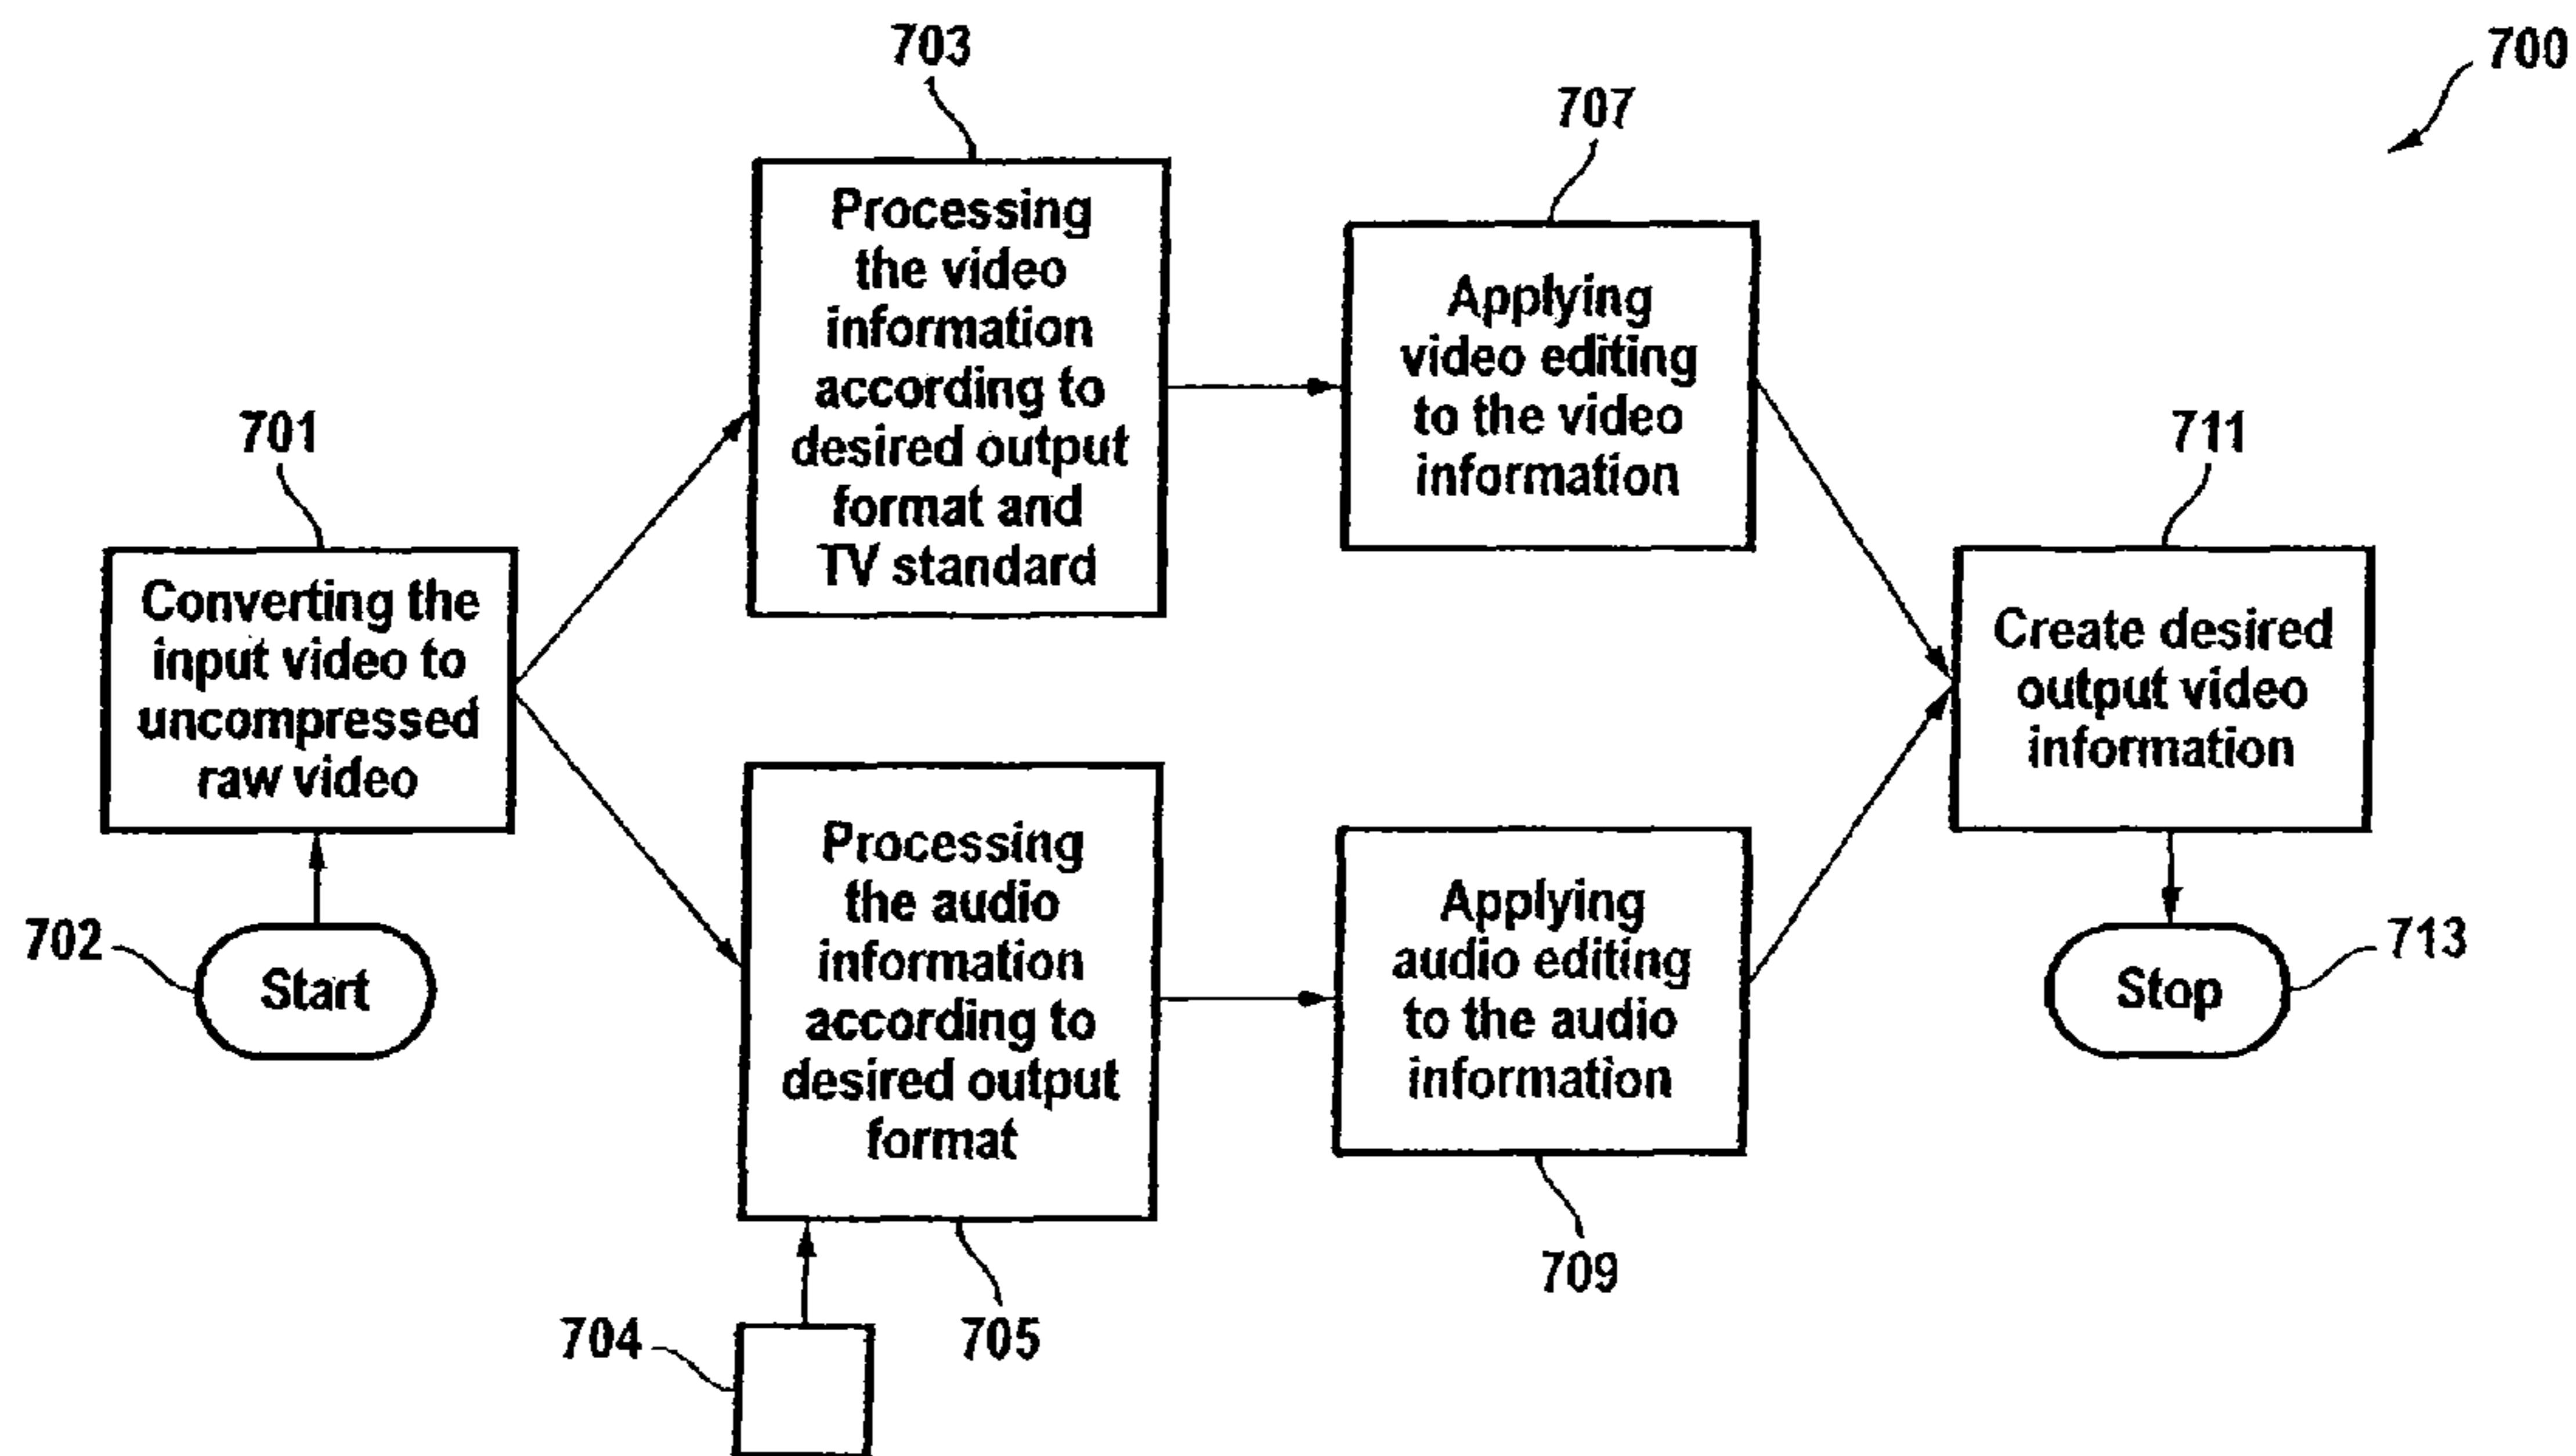 700
703
Processing
the video
information
according to
desired output
format and
TV standard
707
Applying
video editing
to the video
information
701
Converting the
input video to
uncompressed
raw video
702
Start
Processing
the audio
information
according to
desired output
format
705
704
Applying
audio editing
to the audio
information
709
711
Create desired
output video
information
Stop
713